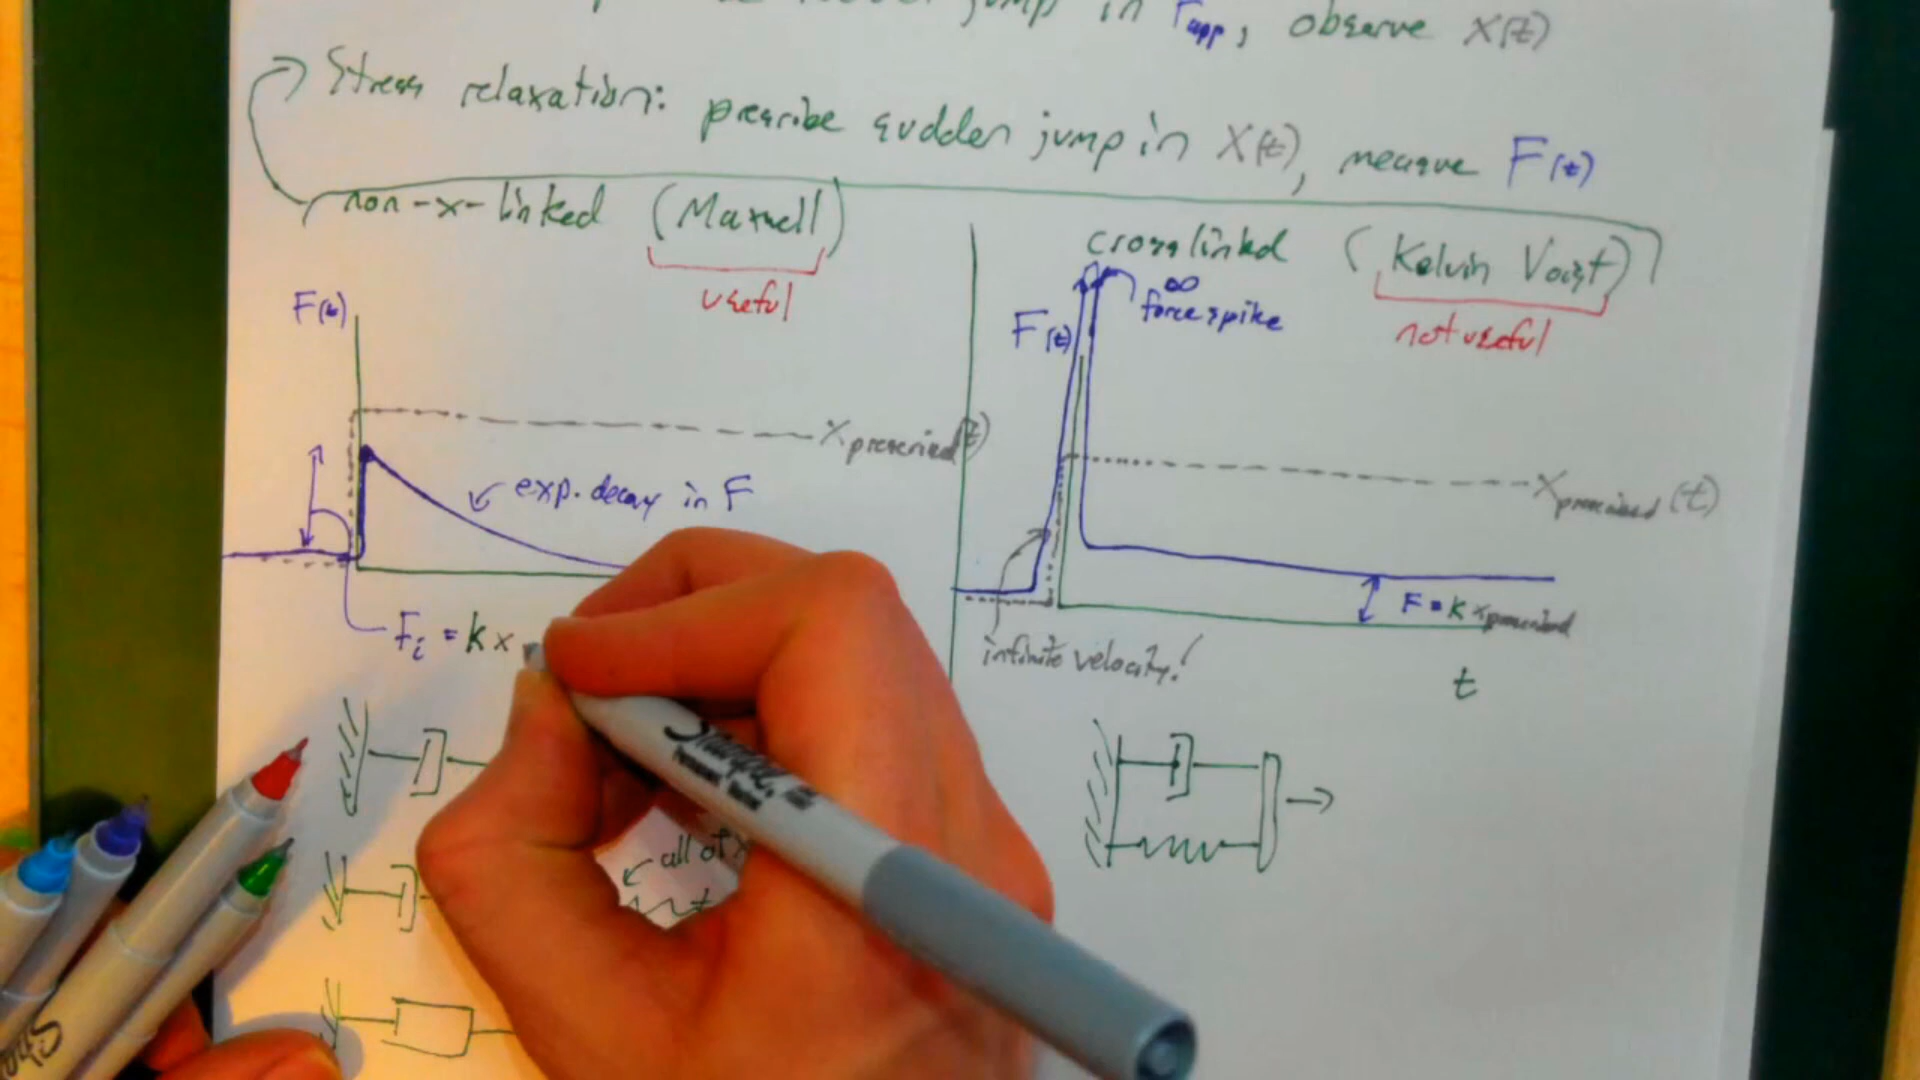 jump in Fapp, observe X(t)
Stress relaxation: prescribe sudden jump in X(t), measure F(t)
non-x-linked (Maxwell)
useful
crosslinked (Kelvin Voigt)
not useful
∞
force spike
F(t)
F(t)
Xprescribed(t)
exp. decay in F
Xprescribed(t)
Fi = kx
F = k xprescribed
infinite velocity!
t
Sharpie
all of